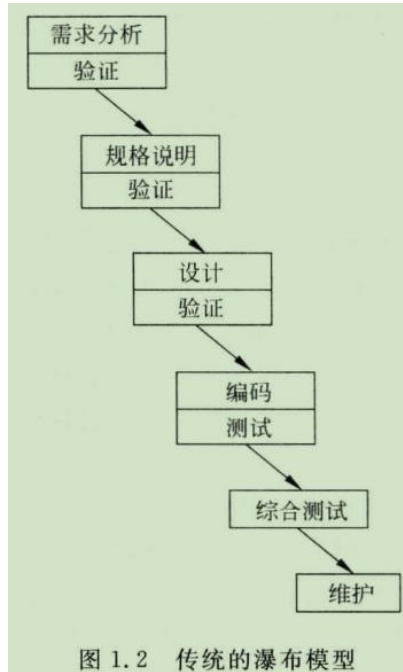 需求分析
验证
规格说明
验证
设计
验证
编码
测试
综合测试
维护
图 1.2 传统的瀑布模型